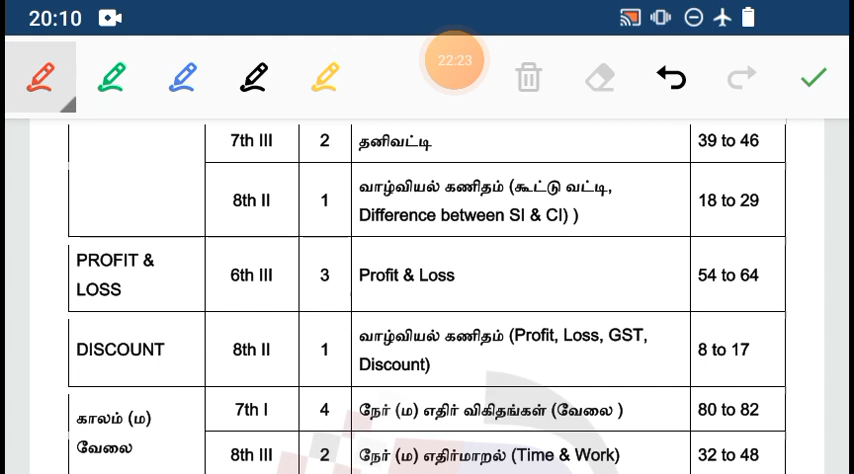 20:10
22:23
7th III 2 தனிவட்டி 39 to 46
8th II 1 வாழ்வியல் கணிதம் (கூட்டு வட்டி, Difference between SI & CI) ) 18 to 29
PROFIT & LOSS 6th III 3 Profit & Loss 54 to 64
DISCOUNT 8th II 1 வாழ்வியல் கணிதம் (Profit, Loss, GST, Discount) 8 to 17
காலம் (ம) வேலை 7th I 4 நேர் (ம) எதிர் விகிதங்கள் (வேலை ) 80 to 82
8th III 2 நேர் (ம) எதிர்மாறல் (Time & Work) 32 to 48